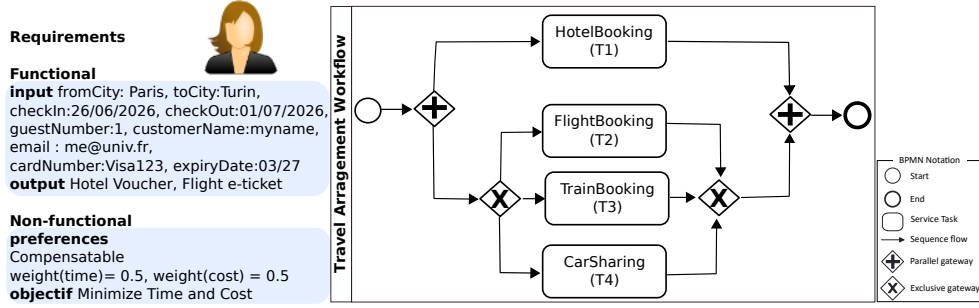 Requirements
Functional
input fromCity: Paris, toCity:Turin,
checkIn:26/06/2026, checkOut:01/07/2026,
guestNumber:1, customerName:myname,
email : me@univ.fr,
cardNumber:Visa123, expiryDate:03/27
output Hotel Voucher, Flight e-ticket
Non-functional
preferences
Compensatable
weight(time)= 0.5, weight(cost) = 0.5
objectif Minimize Time and Cost
Travel Arragement Workflow
HotelBooking
(T1)
FlightBooking
(T2)
X
TrainBooking
(T3)
X
CarSharing
(T4)
BPMN Notation
Start
End
Service Task
Sequence flow
Parallel gateway
X
Exclusive gateway